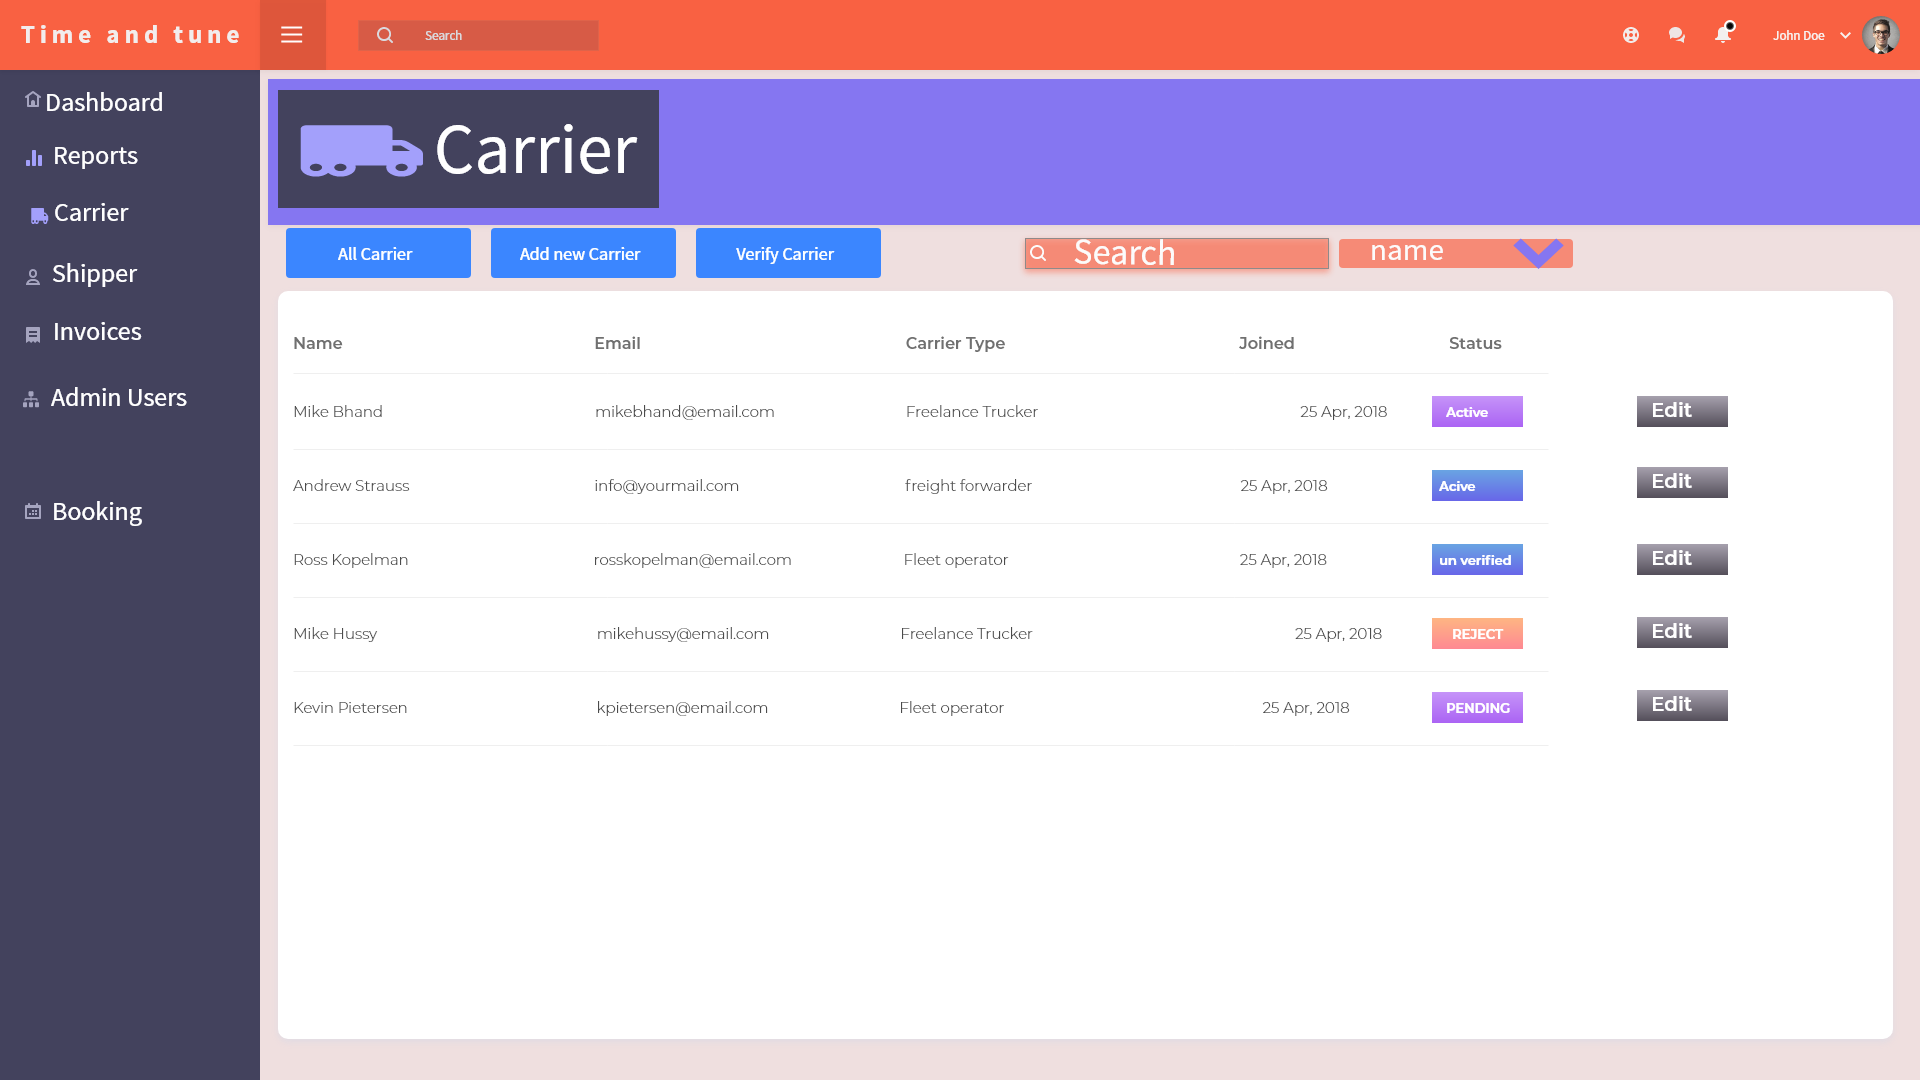 Time and tune
Search
John Doe
Dashboard
Reports
Carrier
Shipper
Invoices
Admin Users
Booking
Carrier
All Carrier
Add new Carrier
Verify Carrier
Search
name
Name Email Carrier Type Joined Status
Mike Bhand mikebhand@email.com Freelance Trucker 25 Apr, 2018 Active Edit
Andrew Strauss info@yourmail.com freight forwarder 25 Apr, 2018 Acive Edit
Ross Kopelman rosskopelman@email.com Fleet operator 25 Apr, 2018 un verified Edit
Mike Hussy mikehussy@email.com Freelance Trucker 25 Apr, 2018 REJECT Edit
Kevin Pietersen kpietersen@email.com Fleet operator 25 Apr, 2018 PENDING Edit